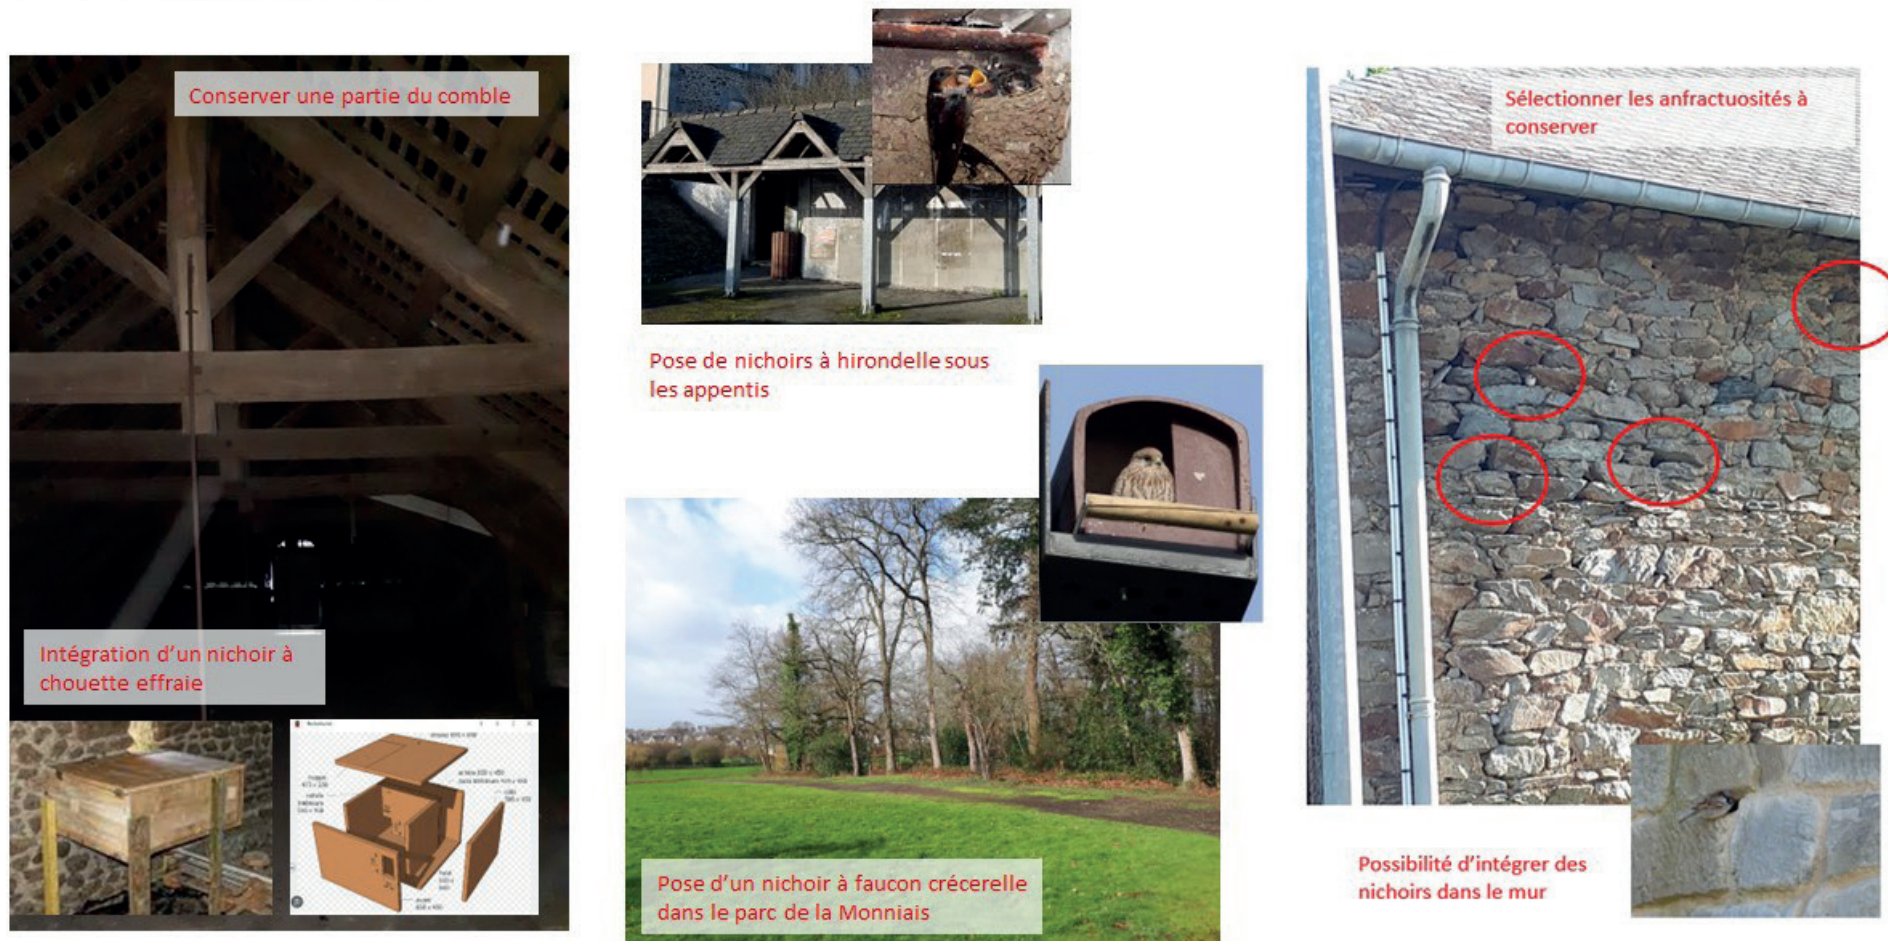 Conserver une partie du comble
Intégration d'un nichoir à
chouette effraie
Pose de nichoirs à hirondelle sous
les appentis
Pose d'un nichoir à faucon crécerelle
dans le parc de la Monniais
Sélectionner les anfractuosités à
conserver
Possibilité d'intégrer des
nichoirs dans le mur